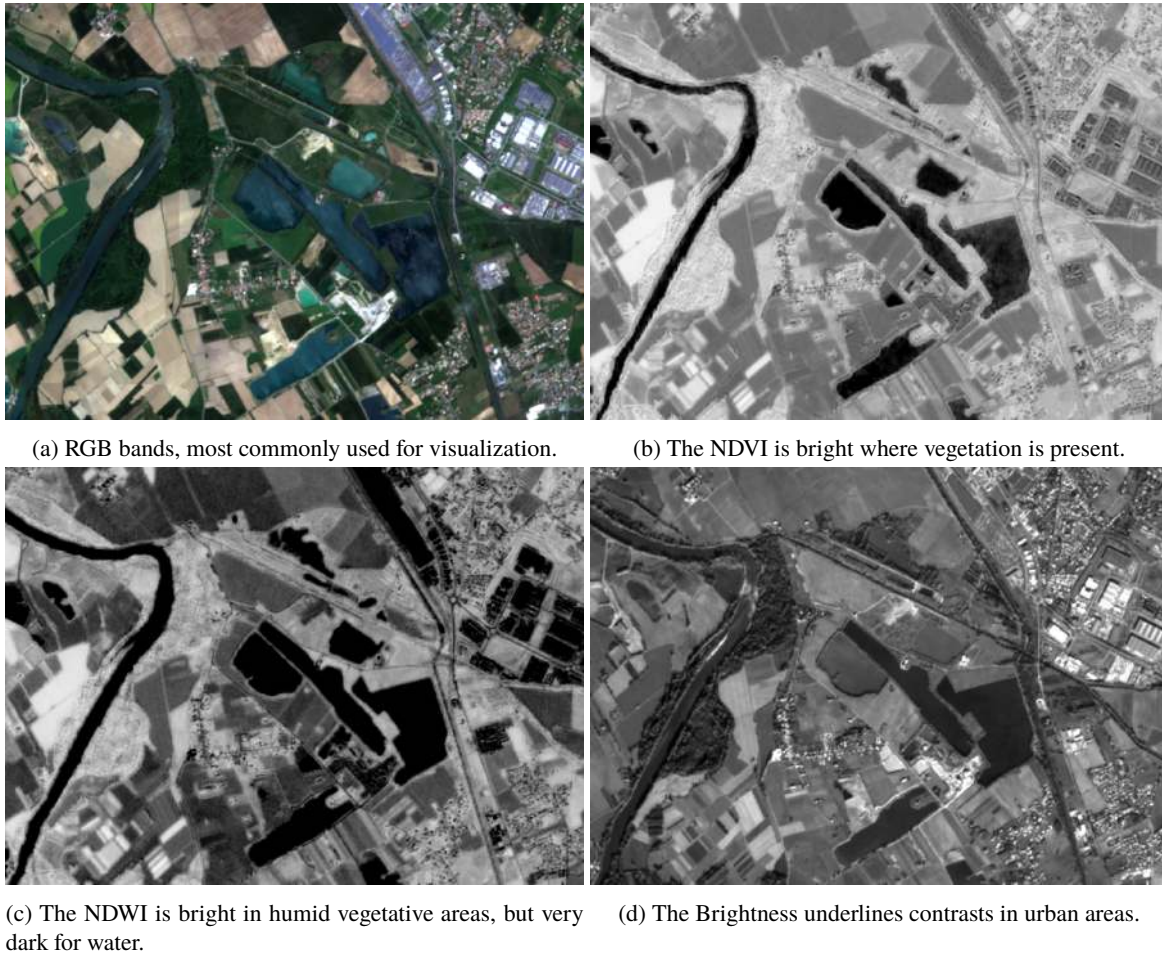 (a) RGB bands, most commonly used for visualization.
(b) The NDVI is bright where vegetation is present.
(c) The NDWI is bright in humid vegetative areas, but very
dark for water.
(d) The Brightness underlines contrasts in urban areas.